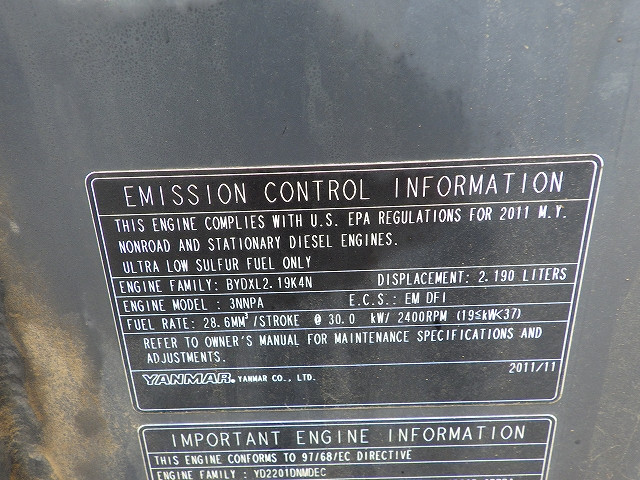 EMISSION CONTROL INFORMATION
THIS ENGINE COMPLIES WITH U.S. EPA REGULATIONS FOR 2011 M.Y.
NONROAD AND STATIONARY DIESEL ENGINES.
ULTRA LOW SULFUR FUEL ONLY
ENGINE FAMILY: BYDXL2.19K4N DISPLACEMENT: 2.190 LITERS
ENGINE MODEL : 3NNPA E.C.S.: EM DFI
FUEL RATE: 28.6MM³/STROKE @ 30.0 kW/ 2400RPM (19≤kW<37)
REFER TO OWNER'S MANUAL FOR MAINTENANCE SPECIFICATIONS AND
ADJUSTMENTS.
2011/11
YANMAR. YANMAR CO., LTD.
IMPORTANT ENGINE INFORMATION
THIS ENGINE CONFORMS TO 97/68/EC DIRECTIVE
ENGINE FAMILY : YD2201DNMDEC